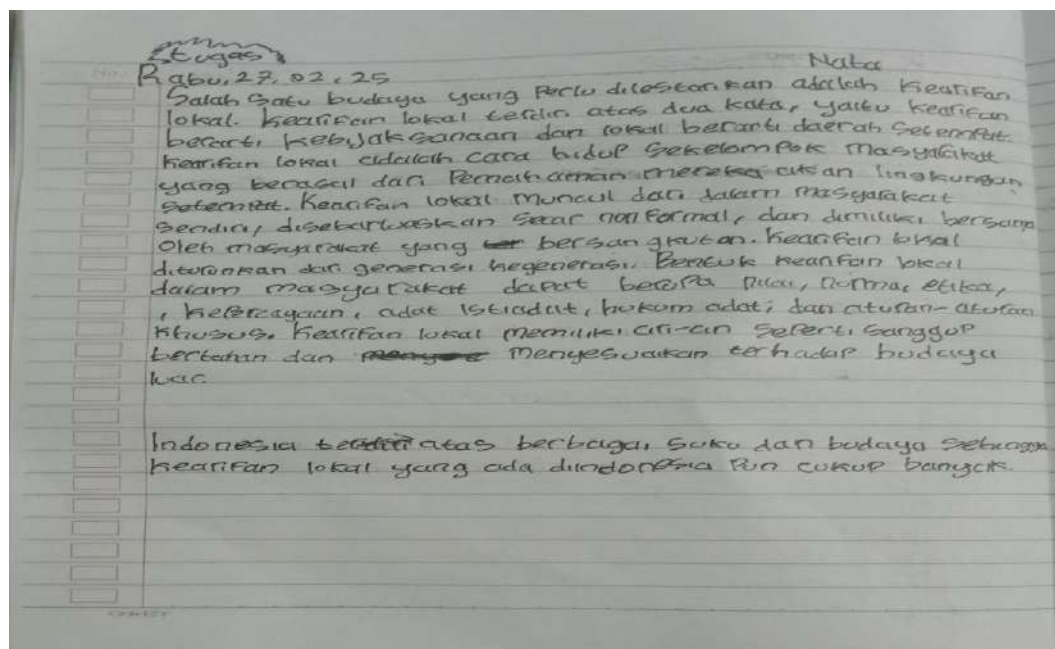 Tugas
Nata
Rabu, 27, 02, 25
Salah satu budaya yang Perlu dilestarikan adalah kearifan
lokal. kearifan lokal terdiri atas dua kata, yaitu kearifan
berarti kebijaksanaan dan lokal berarti daerah setempat.
kearifan lokal adalah cara hidup sekelompok masyarakat
yang berasal dari Pemahaman mereka akan lingkungan
setempat. Kearifan lokal muncul dari dalam masyarakat
sendiri, disebarluaskan secar non formal, dan dimiliki bersama
Oleh masyarakat yang bersangkutan. kearifan lokal
diturunkan dari generasi kegenerasi. Bentuk kearifan lokal
dalam masyarakat dapat berupa nilai, norma, etika,
, kepercayaan, adat istiadat, hukum adat, dan aturan-aturan
khusus. Kearifan lokal memiliki ciri-ciri seperti sanggup
bertahan dan menyesuaikan terhadap budaya
luar.
Indonesia terdiri atas berbagai suku dan budaya sehingga
kearifan lokal yang ada diindonesia Pun cukup banyak.